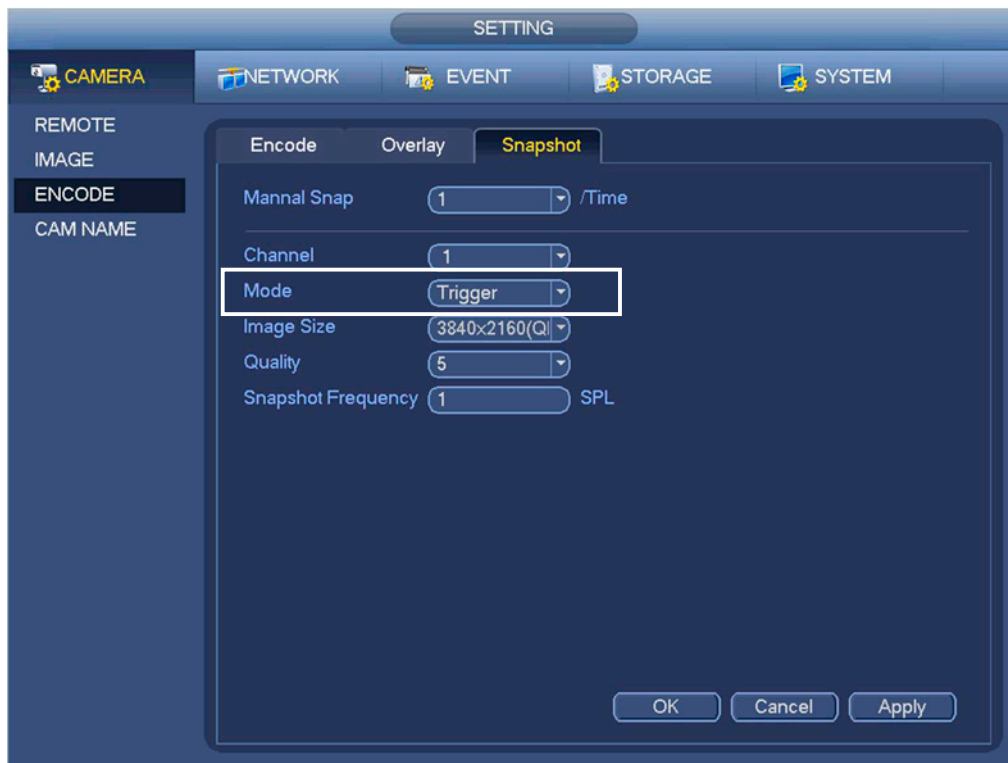 SETTING
CAMERA NETWORK EVENT STORAGE SYSTEM
REMOTE
IMAGE
ENCODE
CAM NAME
Encode Overlay Snapshot
Mannal Snap 1 /Time
Channel 1
Mode Trigger
Image Size 3840x2160(QI
Quality 5
Snapshot Frequency 1 SPL
OK Cancel Apply